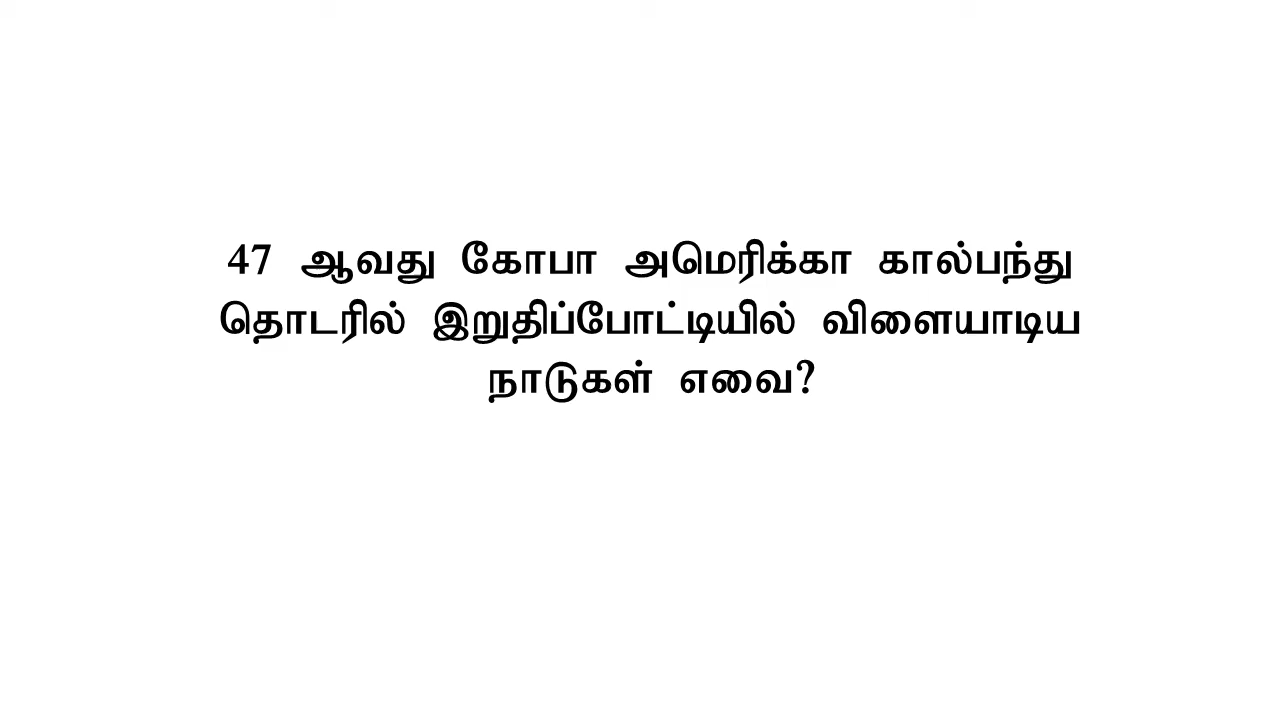 47 ஆவது கோபா அமெரிக்கா கால்பந்து
தொடரில் இறுதிப்போட்டியில் விளையாடிய
நாடுகள் எவை?